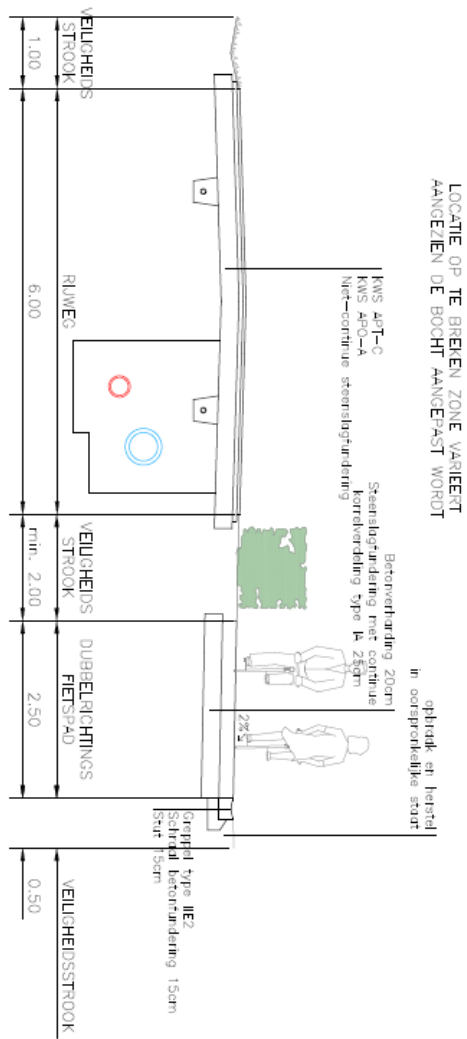 LOCATIE OP TE BREKEN ZONE VARIEERT
AANGEZIEN DE BOCHT AANGEPAST WORDT
opbraak en herstel
in oorspronkelijke staat
Betonverharding 20cm
Steenslagfundering met continue
korrelverdeling type IA 25cm
KWS APT-C
KWS APO-A
Niet-continue steenslagfundering
2%
Greppel type IIE2
Schraal betonfundering 15cm
Stut 15cm
VEILIGHEIDS
STROOK
1.00
RIJWEG
6.00
VEILIGHEIDS
STROOK
min. 2.00
DUBBELRICHTINGS
FIETSPAD
2.50
VEILIGHEIDSSTROOK
0.50